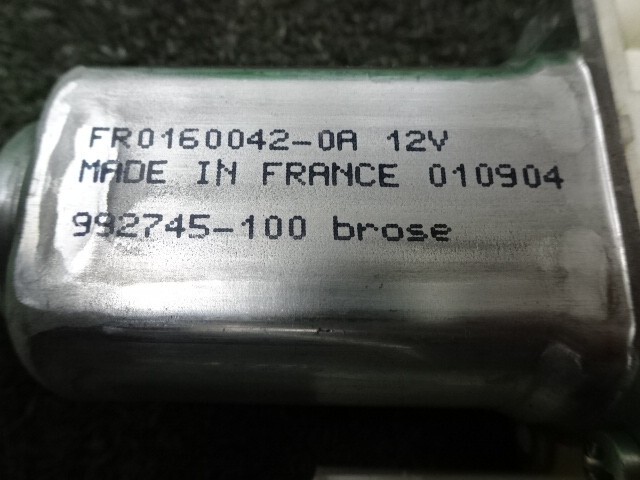 FR0160042-0A 12V
MADE IN FRANCE 010904
992745-100 brose